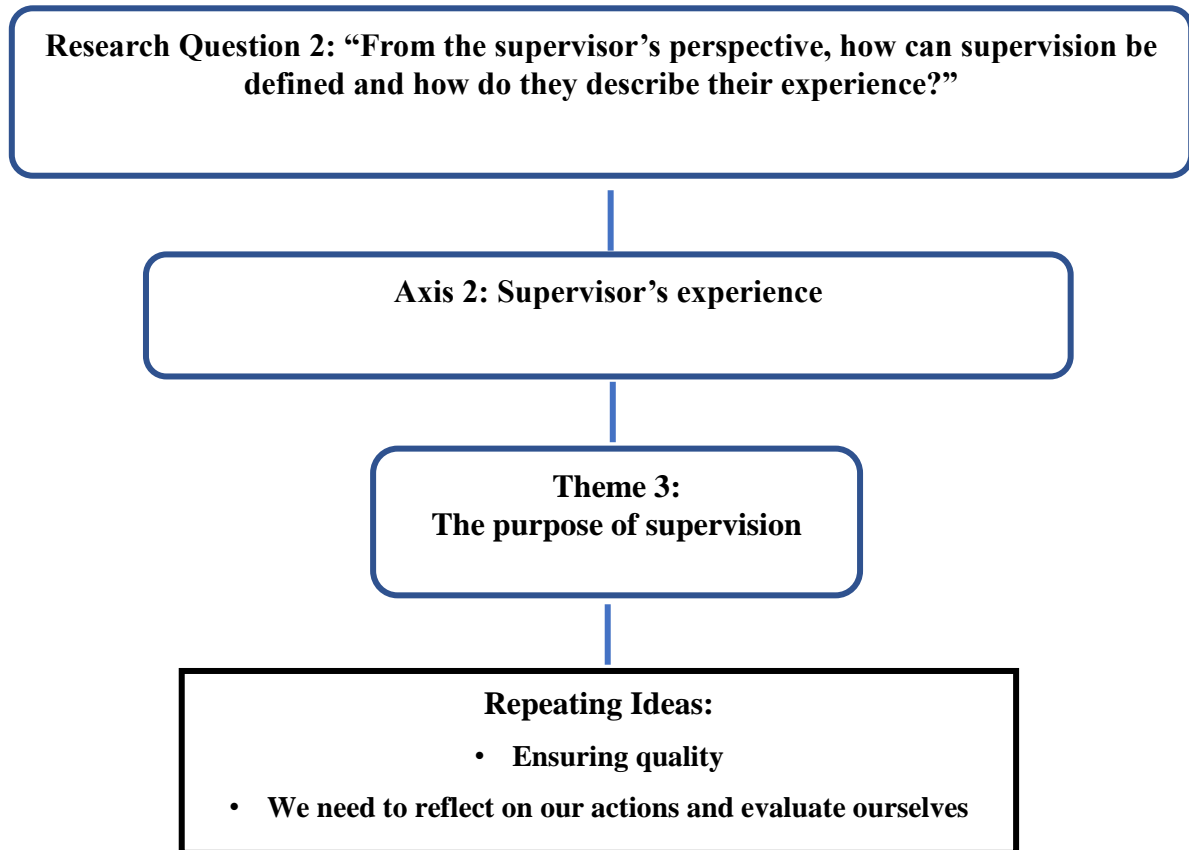 Research Question 2: “From the supervisor’s perspective, how can supervision be
defined and how do they describe their experience?”
Axis 2: Supervisor’s experience
Theme 3:
The purpose of supervision
Repeating Ideas:
• Ensuring quality
• We need to reflect on our actions and evaluate ourselves